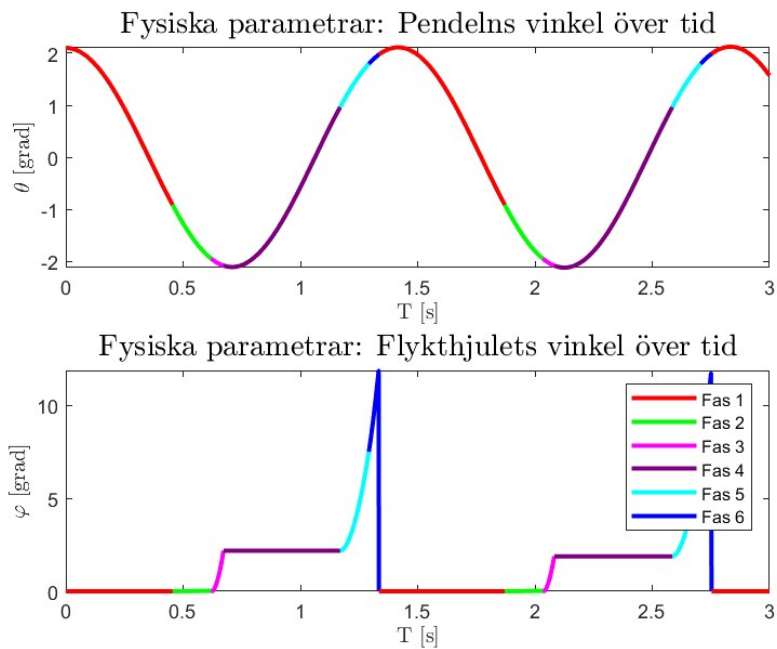 Fysiska parametrar: Pendelns vinkel över tid
2
1
0
-1
-2
θ [grad]
0 0.5 1 1.5 2 2.5 3
T [s]
Fysiska parametrar: Flykthjulets vinkel över tid
10
5
0
φ [grad]
Fas 1
Fas 2
Fas 3
Fas 4
Fas 5
Fas 6
0 0.5 1 1.5 2 2.5 3
T [s]